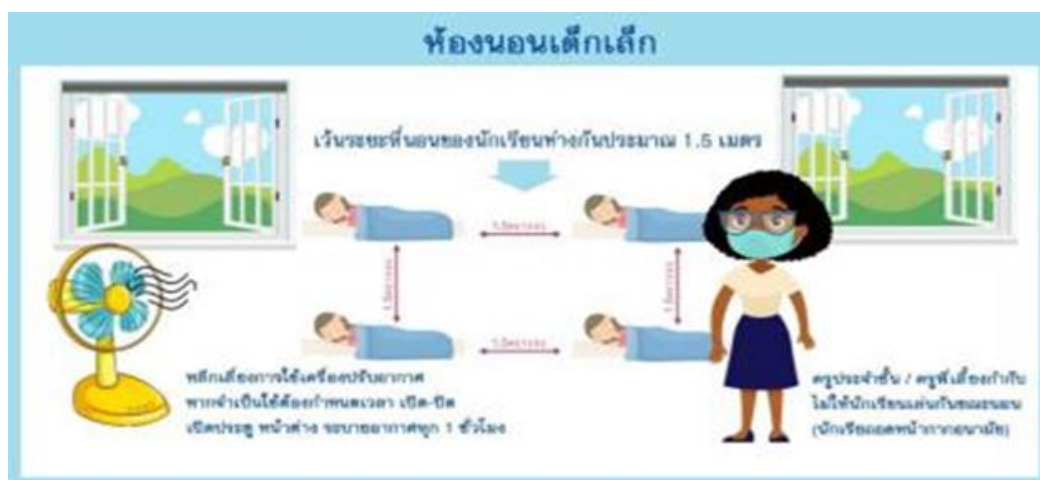 ห้องนอนเด็กเล็ก
เว้นระยะที่นอนของนักเรียนห่างกันประมาณ 1.5 เมตร
หลีกเลี่ยงการใช้เครื่องปรับอากาศ
หากจำเป็นใช้ต้องกำหนดเวลา เปิด-ปิด
เปิดประตู หน้าต่าง ระบายอากาศทุก 1 ชั่วโมง
ครูประจำชั้น / ครูพี่เลี้ยงกำกับ
ไม่ให้นักเรียนเล่นกันขณะนอน
(นักเรียถอดหน้ากากอนามัย)